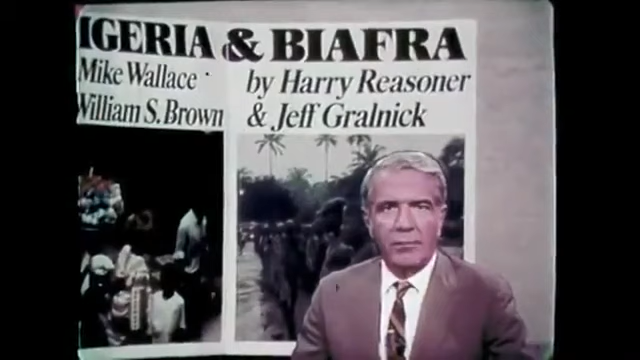 IGERIA & BIAFRA
Mike Wallace
William S. Brown
by Harry Reasoner
& Jeff Gralnick